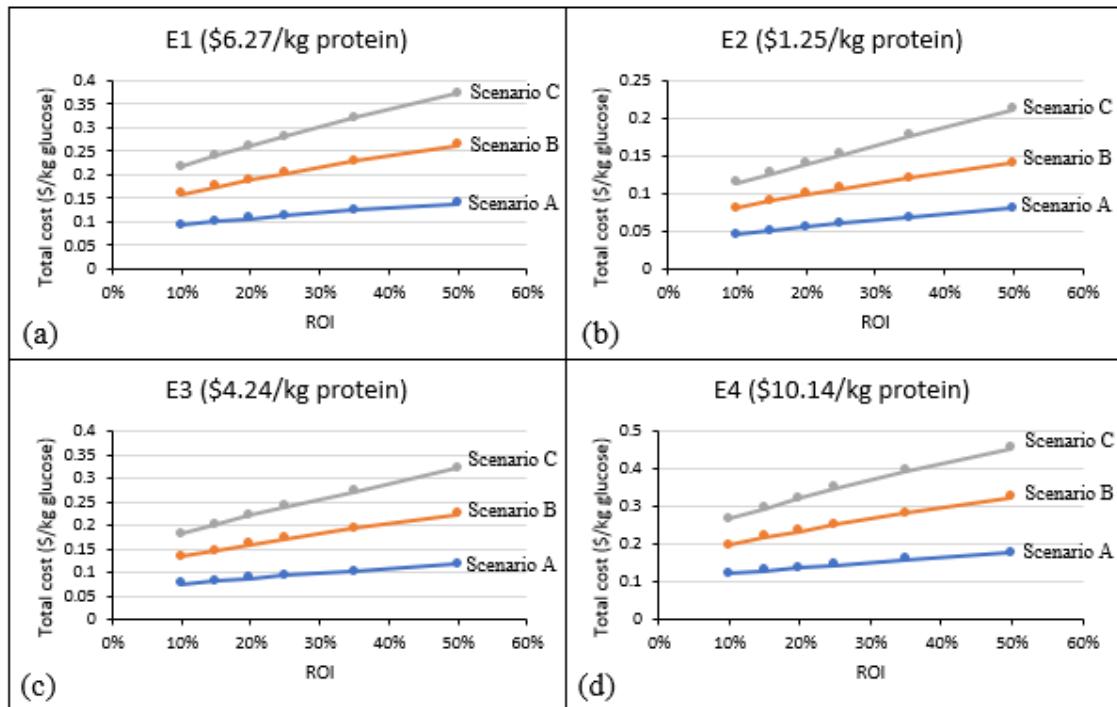 E1 ($6.27/kg protein)
Total cost ($/kg glucose)
0.4
0.35
0.3
0.25
0.2
0.15
0.1
0.05
0
Scenario C
Scenario B
Scenario A
0% 10% 20% 30% 40% 50% 60%
ROI
(a)
E2 ($1.25/kg protein)
Total cost ($/kg glucose)
0.25
0.2
0.15
0.1
0.05
0
Scenario C
Scenario B
Scenario A
0% 10% 20% 30% 40% 50% 60%
ROI
(b)
E3 ($4.24/kg protein)
Total cost ($/kg glucose)
0.4
0.35
0.3
0.25
0.2
0.15
0.1
0.05
0
Scenario C
Scenario B
Scenario A
0% 10% 20% 30% 40% 50% 60%
ROI
(c)
E4 ($10.14/kg protein)
Total cost ($/kg glucose)
0.5
0.4
0.3
0.2
0.1
0
Scenario C
Scenario B
Scenario A
0% 10% 20% 30% 40% 50% 60%
ROI
(d)